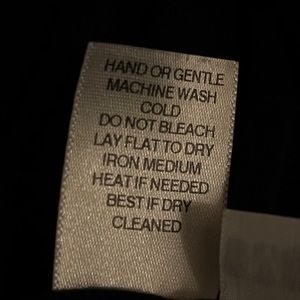 HAND OR GENTLE
MACHINE WASH
COLD
DO NOT BLEACH
LAY FLAT TO DRY
IRON MEDIUM
HEAT IF NEEDED
BEST IF DRY
CLEANED